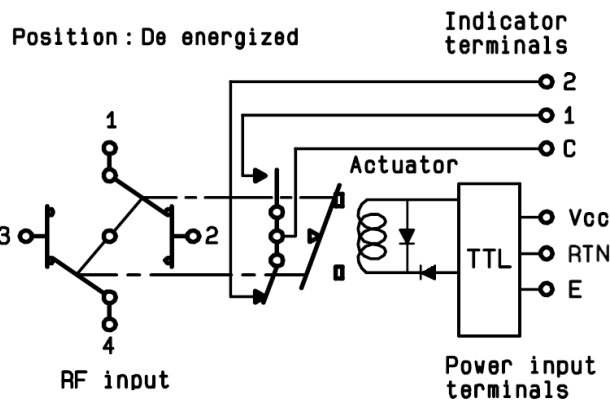 Position : De energized
Indicator
terminals
2
1
C
Actuator
1
3
2
4
TTL
Vcc
RTN
E
RF input
Power input
terminals